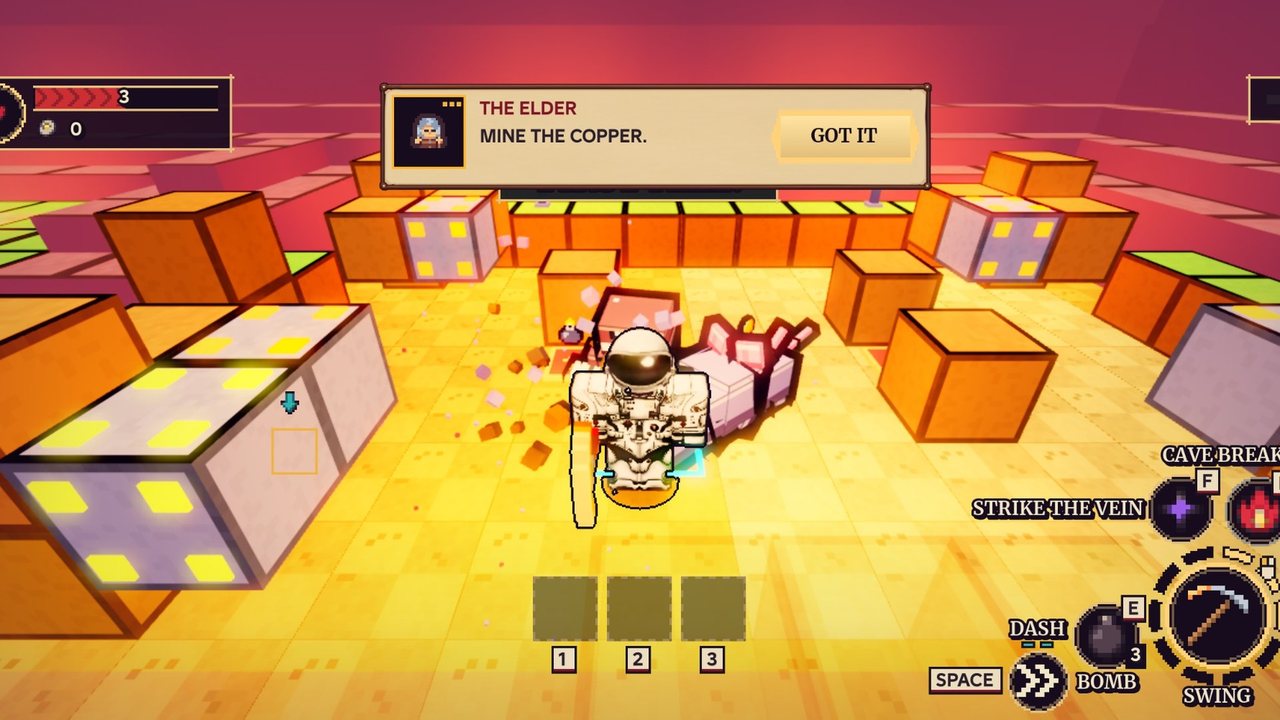 3
0
THE ELDER
MINE THE COPPER.
GOT IT
CAVE BREAK
F
STRIKE THE VEIN
E
3
DASH
SPACE
BOMB
SWING
1
2
3